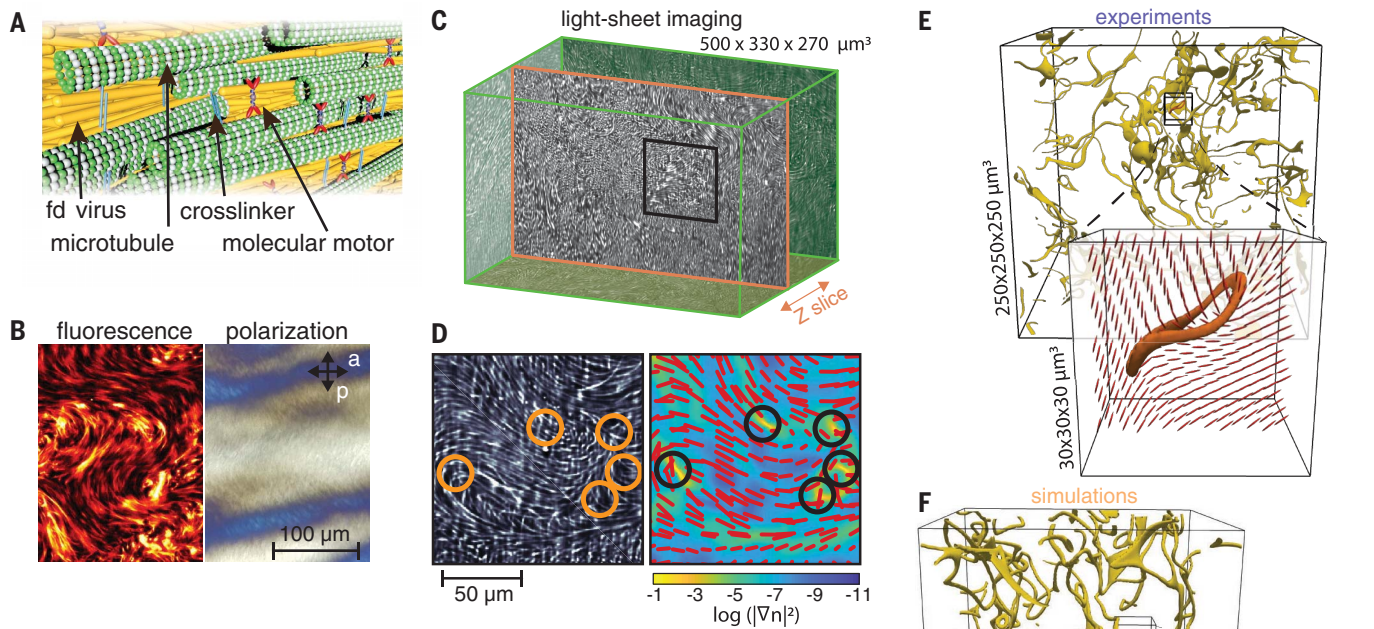 A
fd virus
microtubule
crosslinker
molecular motor
B
fluorescence
polarization
a
p
100 μm
C
light-sheet imaging
500 x 330 x 270 μm³
Z slice
D
50 μm
-1 -3 -5 -7 -9 -11
log (|∇n|²)
E
experiments
250x250x250 μm³
30x30x30 μm³
F
simulations